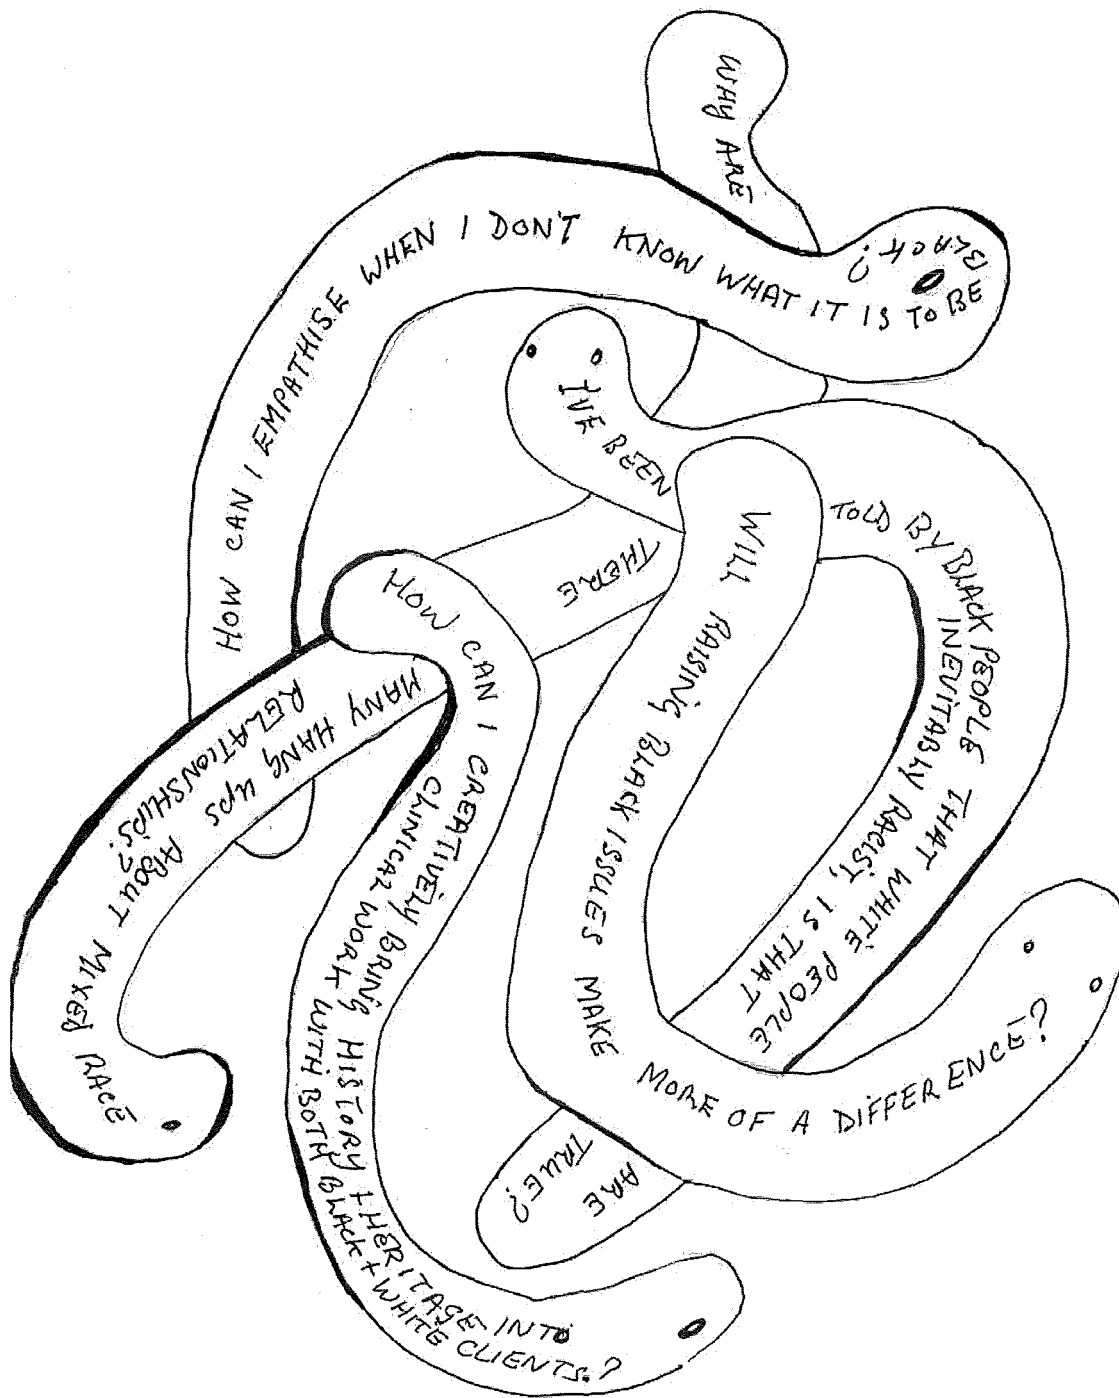 WHY ARE
THERE
MANY HANG UPS ABOUT MIXED RACE
RELATIONSHIPS?
HOW CAN I EMPATHISE WHEN I DON'T KNOW WHAT IT IS TO BE
BLACK?
I'VE BEEN
TOLD BY BLACK PEOPLE THAT WHITE PEOPLE
ARE
INEVITABLY RACIST, IS THAT
TRUE?
WILL RAISING BLACK ISSUES MAKE MORE OF A DIFFERENCE?
HOW CAN I CREATIVELY BRING HISTORY + HERITAGE INTO
CLINICAL WORK WITH BOTH BLACK + WHITE CLIENTS?